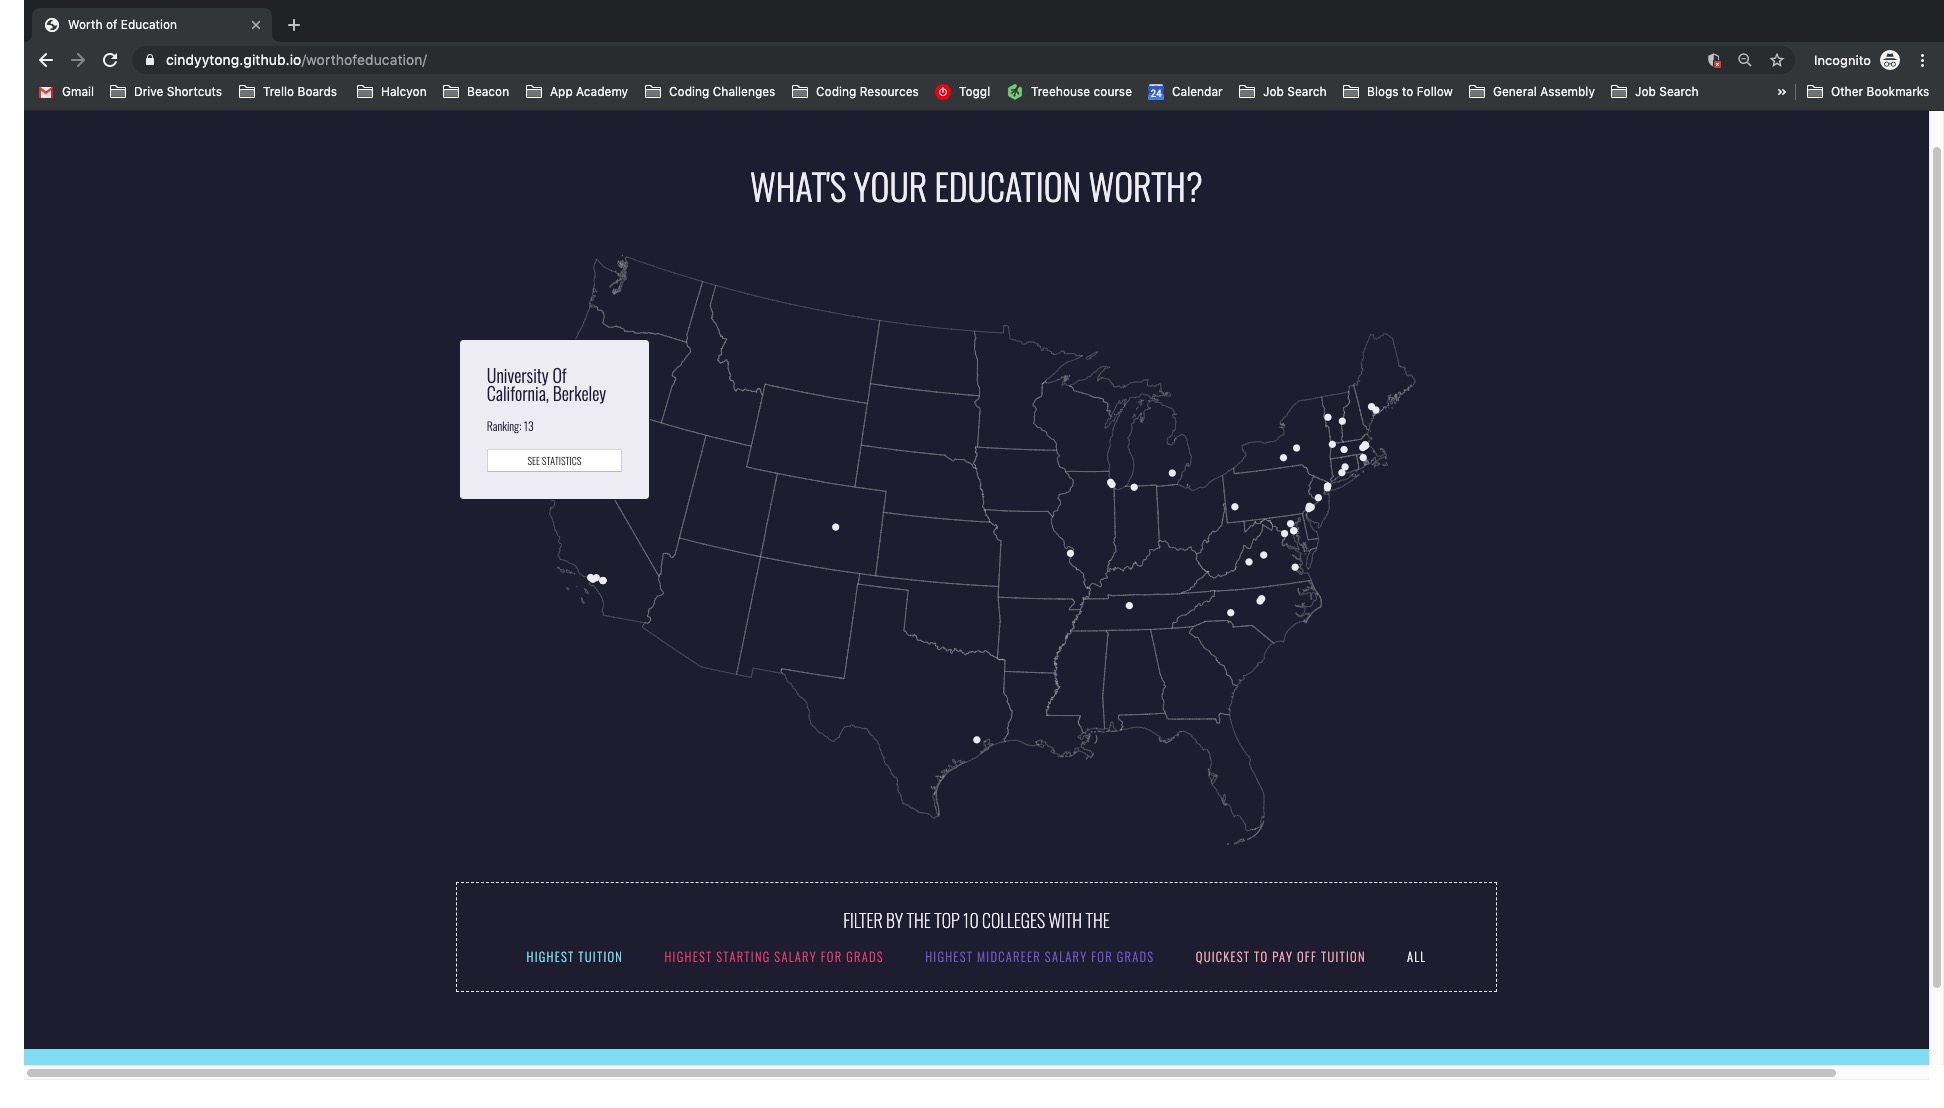 Worth of Education
cindyytong.github.io/worthofeducation/
Incognito
Gmail Drive Shortcuts Trello Boards Halcyon Beacon App Academy Coding Challenges Coding Resources Toggl Treehouse course 24 Calendar Job Search Blogs to Follow General Assembly Job Search » Other Bookmarks
WHAT'S YOUR EDUCATION WORTH?
University Of
California, Berkeley
Ranking: 13
SEE STATISTICS
FILTER BY THE TOP 10 COLLEGES WITH THE
HIGHEST TUITION HIGHEST STARTING SALARY FOR GRADS HIGHEST MIDCAREER SALARY FOR GRADS QUICKEST TO PAY OFF TUITION ALL